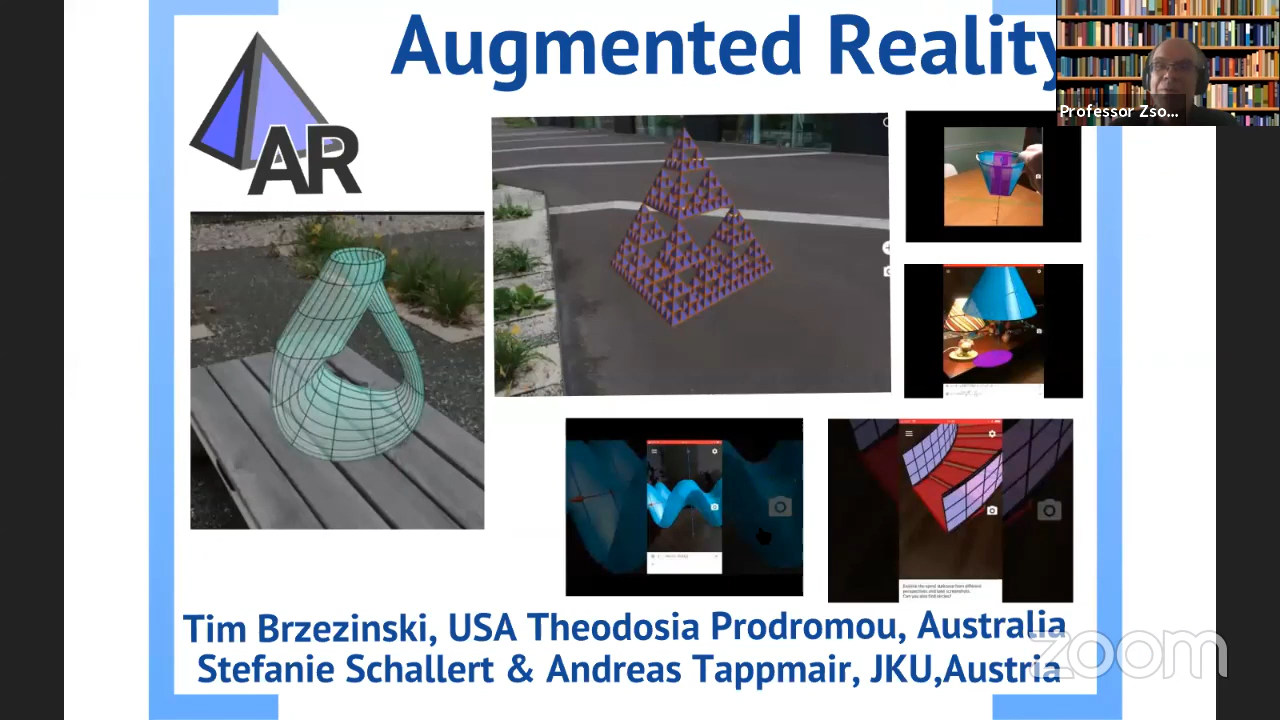 Augmented Reality
Professor Zso...
AR
Tim Brzezinski, USA Theodosia Prodromou, Australia
Stefanie Schallert & Andreas Tappmair, JKU,Austria
zoom